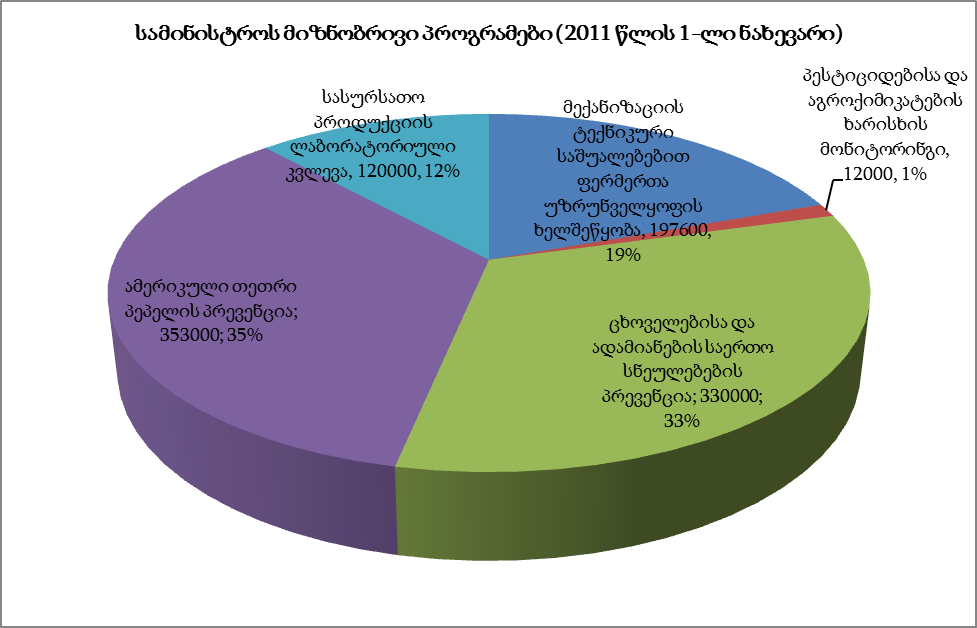 სამინისტროს მიზნობრივი პროგრამები (2011 წლის 1-ლი ნახევარი)
სასურსათო
პროდუქციის
ლაბორატორიული
კვლევა, 120000, 12%
მექანიზაციის
ტექნიკური
საშუალებებით
ფერმერთა
უზრუნველყოფის
ხელშეწყობა, 197600,
19%
პესტიციდებისა და
აგროქიმიკატების
ხარისხის
მონიტორინგი,
12000, 1%
ამერიკული თეთრი
პეპელის პრევენცია;
353000; 35%
ცხოველებისა და
ადამიანების საერთო
სნეულებების
პრევენცია; 330000;
33%